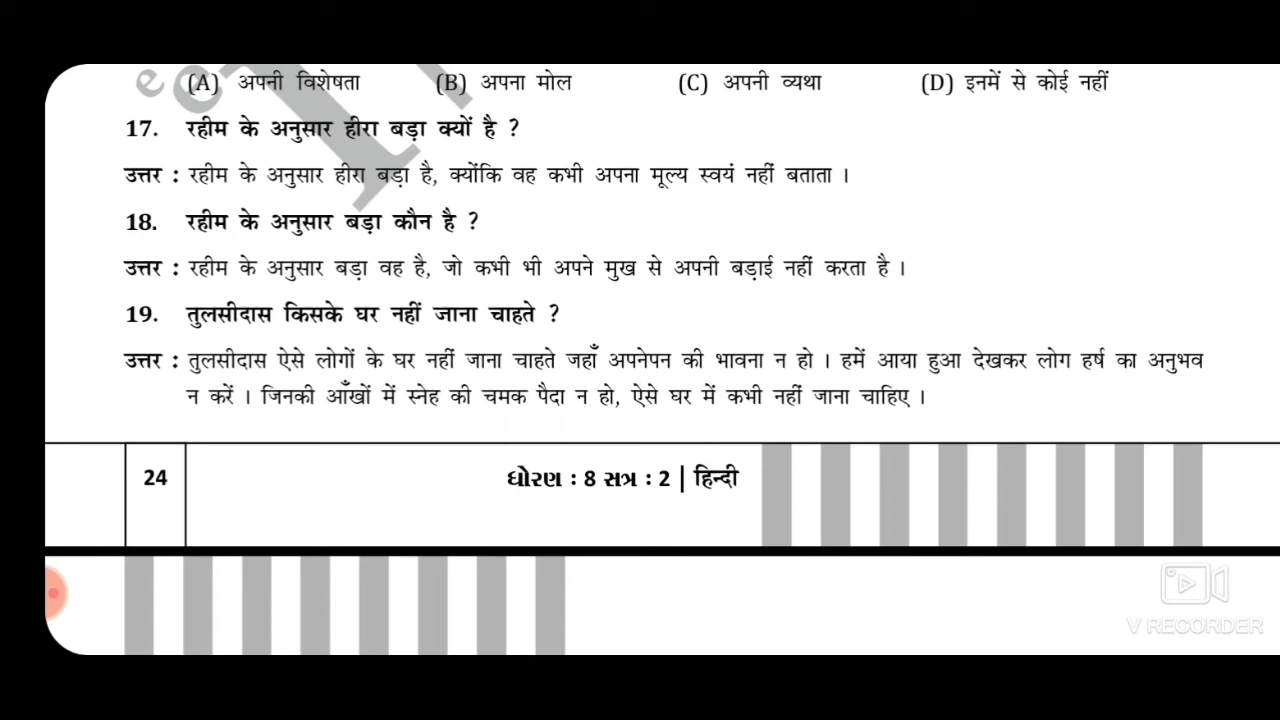 (A) अपनी विशेषता (B) अपना मोल (C) अपनी व्यथा (D) इनमें से कोई नहीं
17. रहीम के अनुसार हीरा बड़ा क्यों है ?
उत्तर : रहीम के अनुसार हीरा बड़ा है, क्योंकि वह कभी अपना मूल्य स्वयं नहीं बताता ।
18. रहीम के अनुसार बड़ा कौन है ?
उत्तर : रहीम के अनुसार बड़ा वह है, जो कभी भी अपने मुख से अपनी बड़ाई नहीं करता है ।
19. तुलसीदास किसके घर नहीं जाना चाहते ?
उत्तर : तुलसीदास ऐसे लोगों के घर नहीं जाना चाहते जहाँ अपनेपन की भावना न हो । हमें आया हुआ देखकर लोग हर्ष का अनुभव
न करें । जिनकी आँखों में स्नेह की चमक पैदा न हो, ऐसे घर में कभी नहीं जाना चाहिए ।
24 ધોરણ : 8 સત્ર : 2 | हिन्दी
V RECORDER